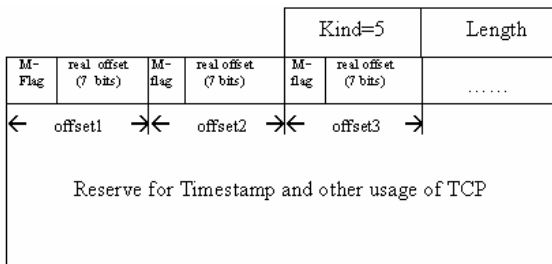 Kind=5 Length
M-Flag real offset (7 bits) M-flag real offset (7 bits) M-flag real offset (7 bits) ......
offset1 offset2 offset3
Reserve for Timestamp and other usage of TCP